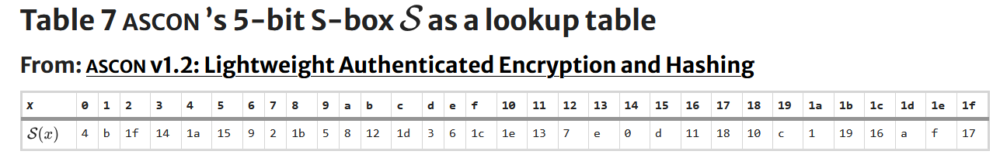 Table 7 ASCON 's 5-bit S-box 𝒮 as a lookup table
From: ASCON v1.2: Lightweight Authenticated Encryption and Hashing
x 0 1 2 3 4 5 6 7 8 9 a b c d e f 10 11 12 13 14 15 16 17 18 19 1a 1b 1c 1d 1e 1f
𝒮(x) 4 b 1f 14 1a 15 9 2 1b 5 8 12 1d 3 6 1c 1e 13 7 e 0 d 11 18 10 c 1 19 16 a f 17